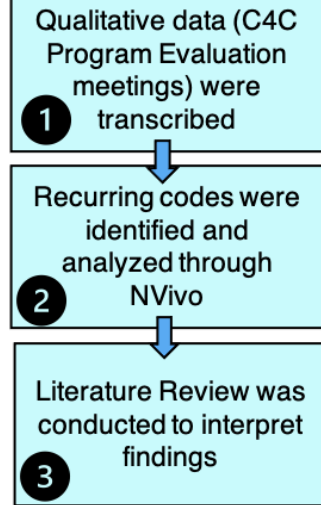 Qualitative data (C4C
Program Evaluation
meetings) were
transcribed
1
Recurring codes were
identified and
analyzed through
NVivo
2
Literature Review was
conducted to interpret
findings
3